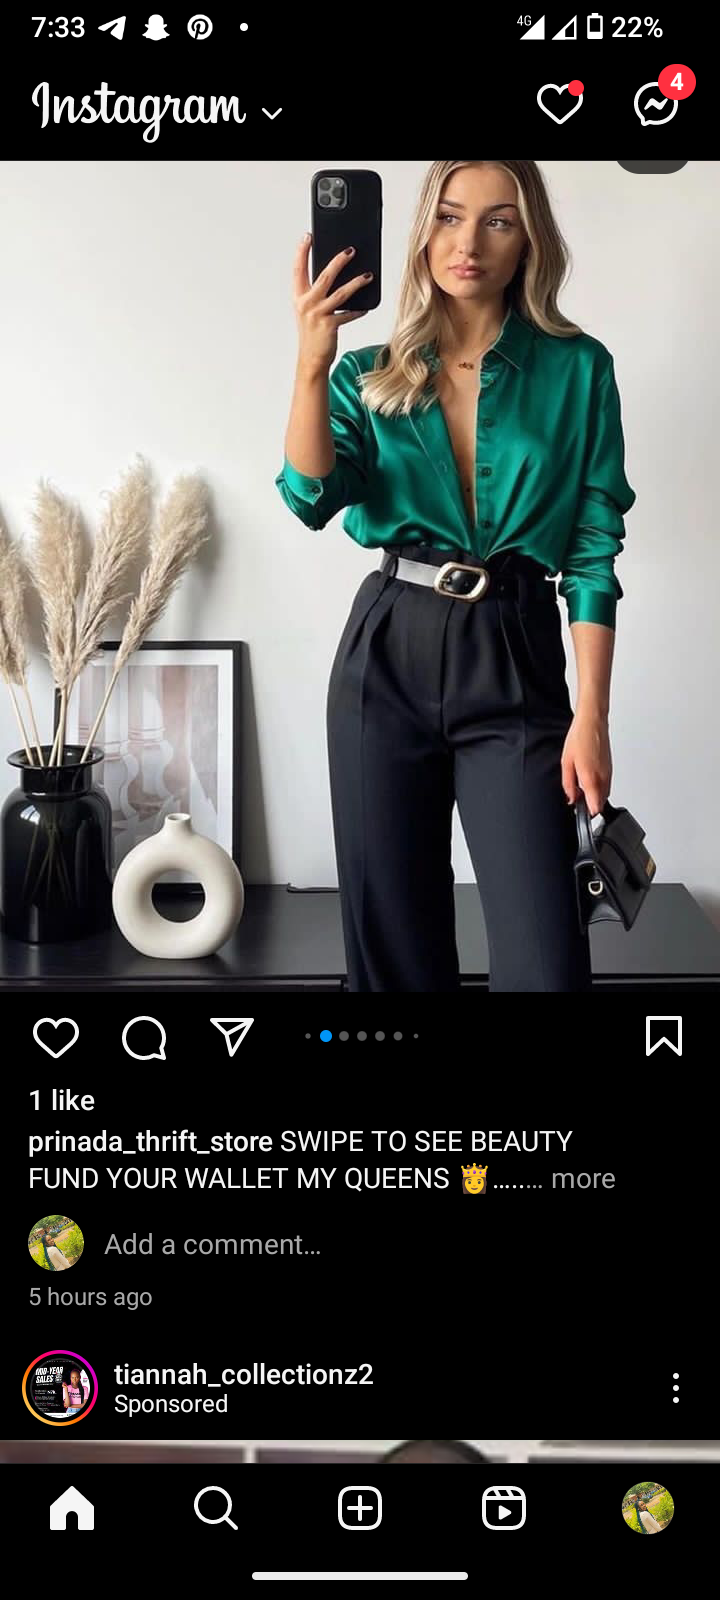 7:33
4G
22%
Instagram
4
1 like
prinada_thrift_store SWIPE TO SEE BEAUTY
FUND YOUR WALLET MY QUEENS 👸........ more
Add a comment...
5 hours ago
MID-YEAR
SALES
tiannah_collectionz2
Sponsored